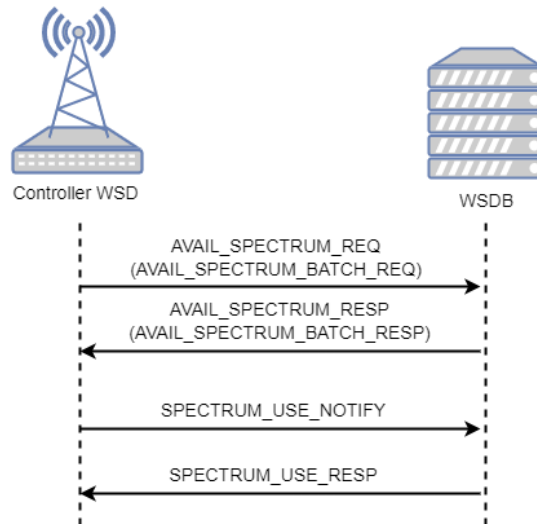 Controller WSD
WSDB
AVAIL_SPECTRUM_REQ
(AVAIL_SPECTRUM_BATCH_REQ)
AVAIL_SPECTRUM_RESP
(AVAIL_SPECTRUM_BATCH_RESP)
SPECTRUM_USE_NOTIFY
SPECTRUM_USE_RESP